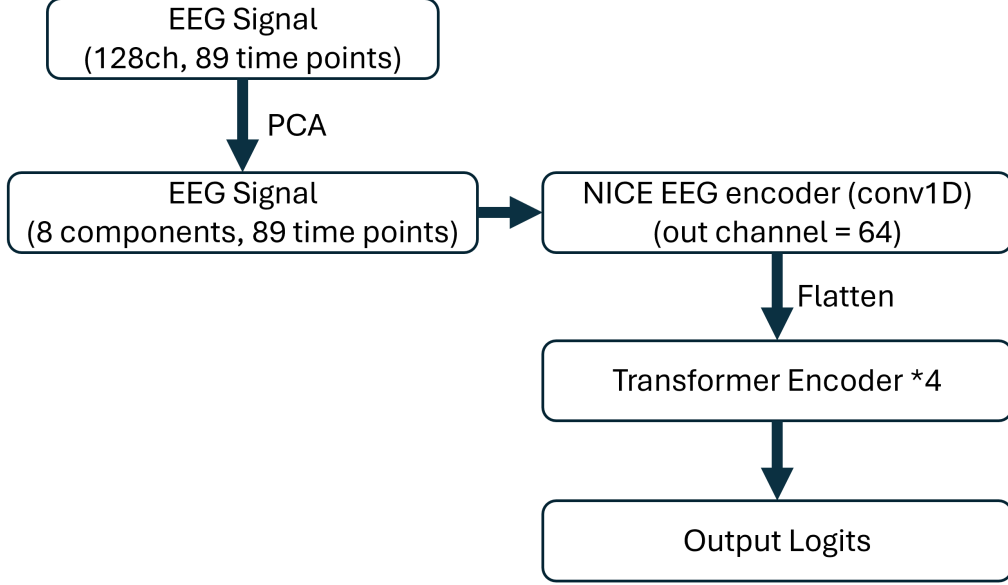 EEG Signal
(128ch, 89 time points)
PCA
EEG Signal
(8 components, 89 time points)
NICE EEG encoder (conv1D)
(out channel = 64)
Flatten
Transformer Encoder *4
Output Logits